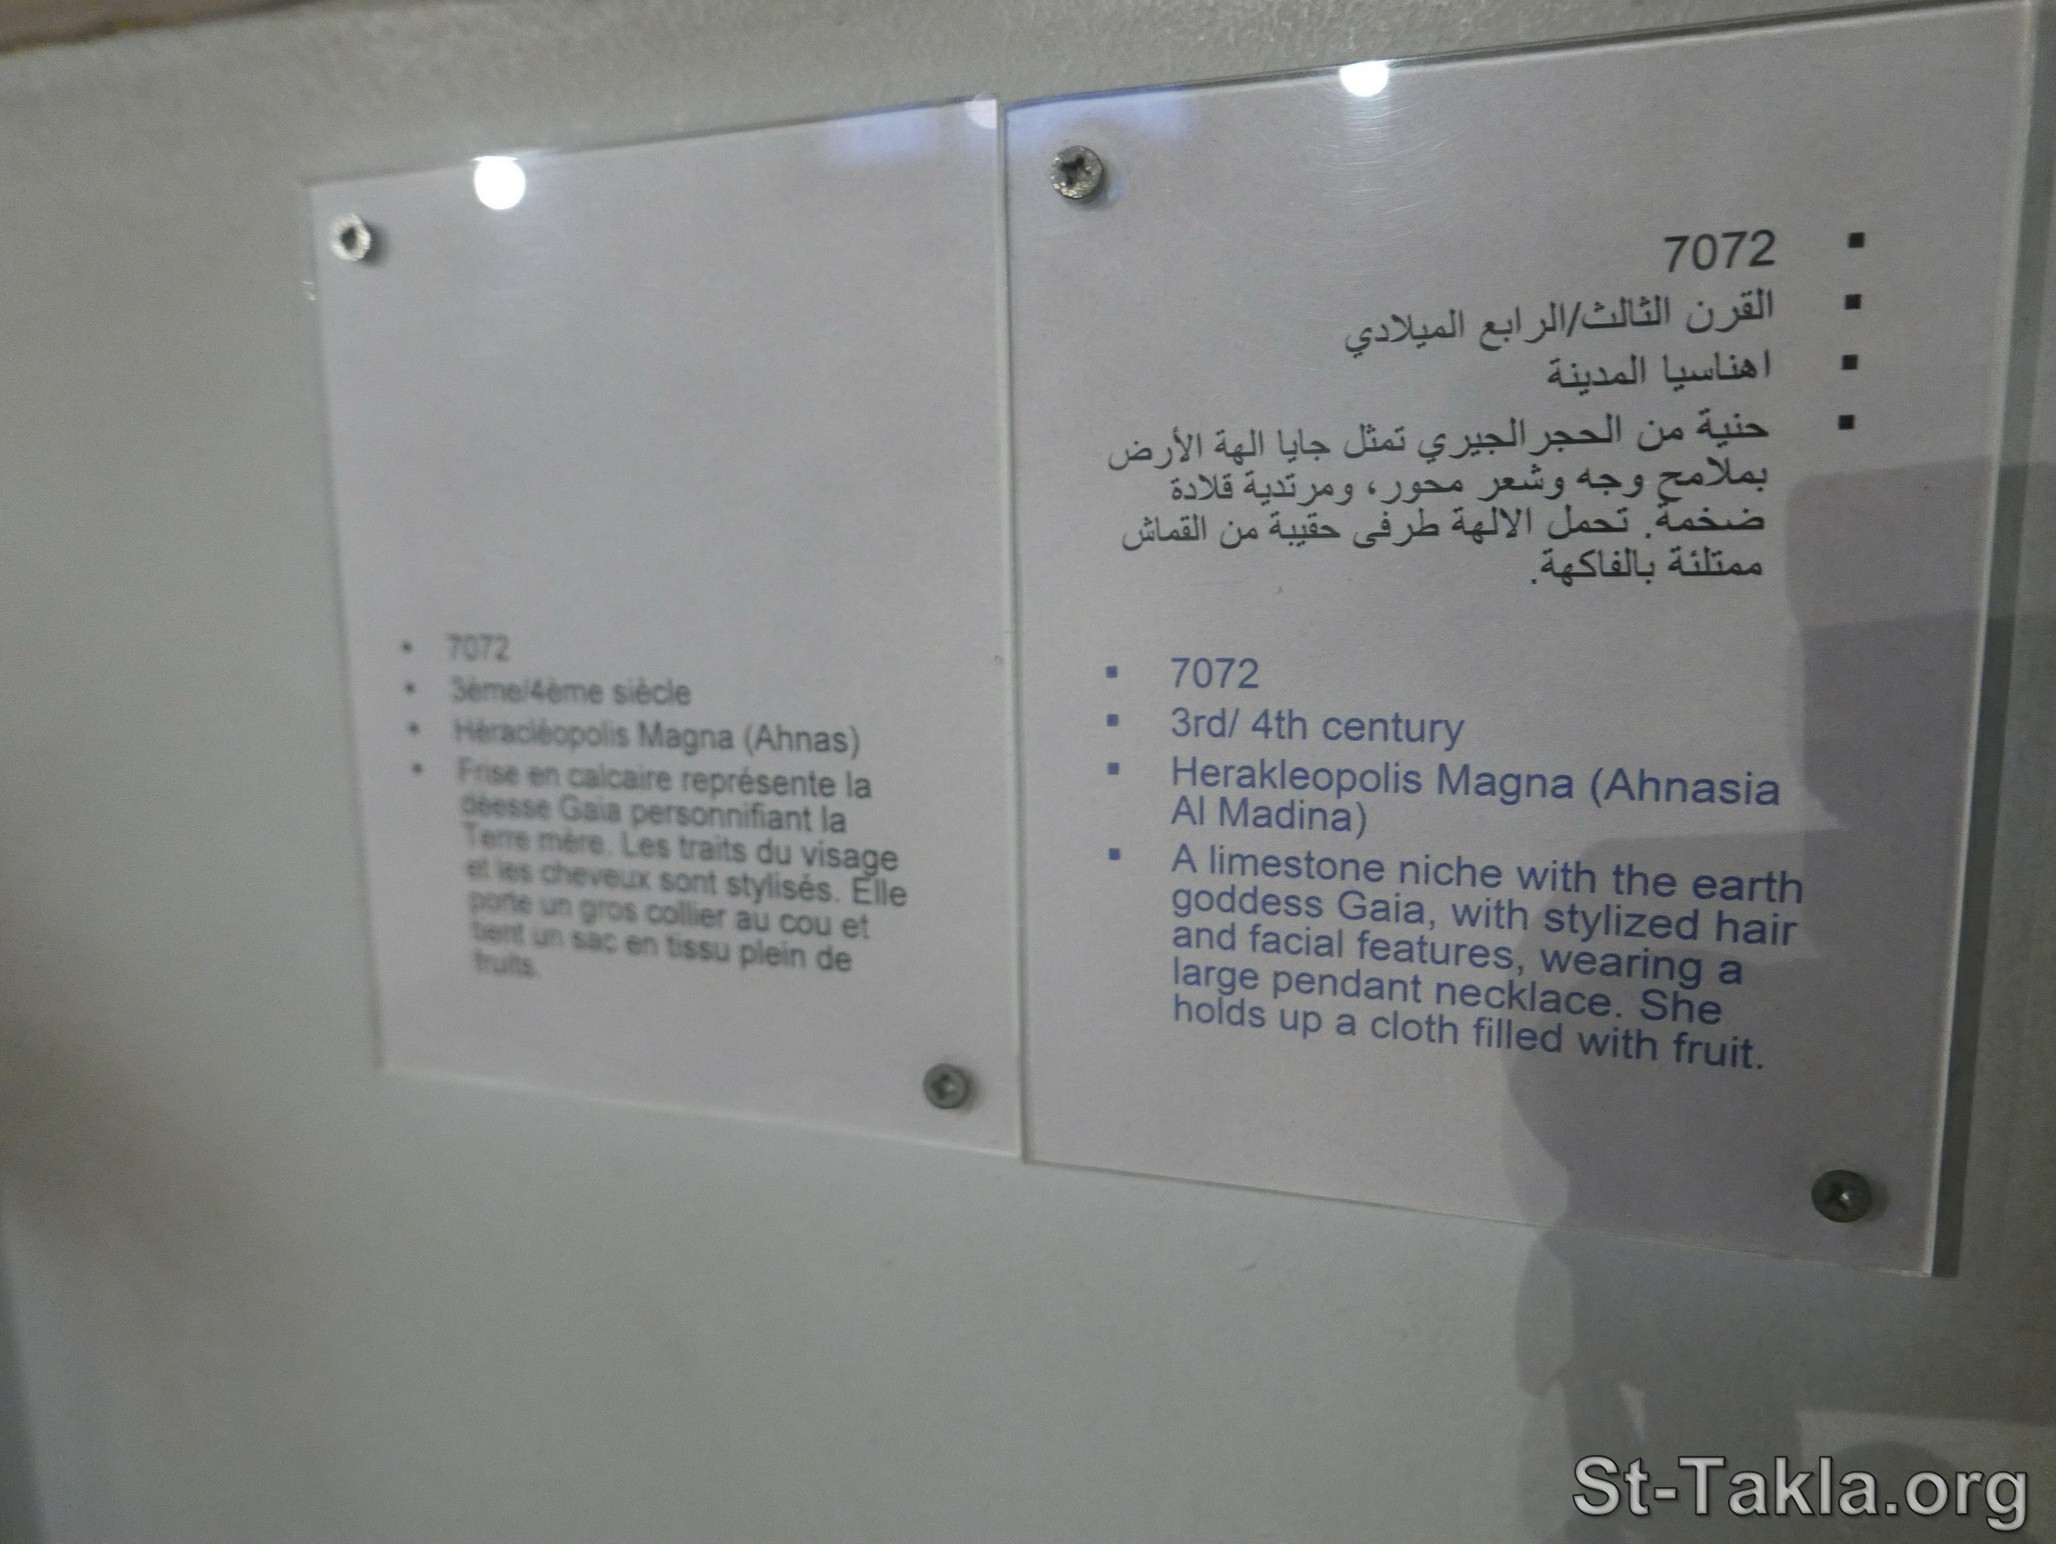 7072
3ème/4ème siècle
Héracléopolis Magna (Ahnas)
Frise en calcaire représente la
déesse Gaia personnifiant la
Terre mère. Les traits du visage
et les cheveux sont stylisés. Elle
porte un gros collier au cou et
tient un sac en tissu plein de
fruits.
7072
القرن الثالث/الرابع الميلادي
اهناسيا المدينة
حنية من الحجر الجيري تمثل جايا الهة الأرض
بملامح وجه وشعر محور، ومرتدية قلادة
ضخمة. تحمل الالهة طرفى حقيبة من القماش
ممتلئة بالفاكهة.
7072
3rd/ 4th century
Herakleopolis Magna (Ahnasia
Al Madina)
A limestone niche with the earth
goddess Gaia, with stylized hair
and facial features, wearing a
large pendant necklace. She
holds up a cloth filled with fruit.
St-Takla.org